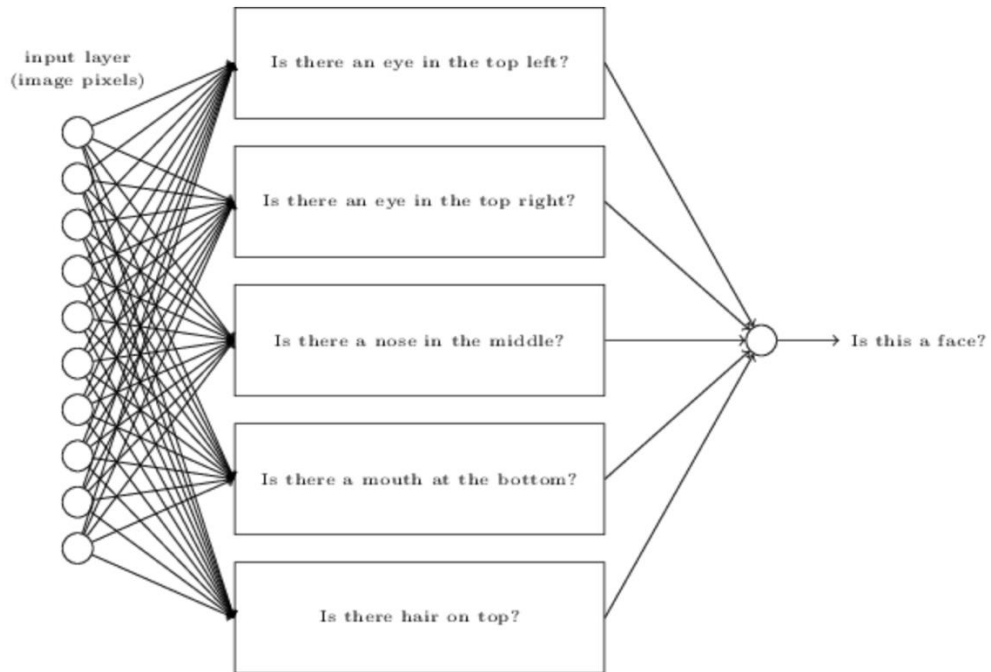 input layer
(image pixels)
Is there an eye in the top left?
Is there an eye in the top right?
Is there a nose in the middle?
Is this a face?
Is there a mouth at the bottom?
Is there hair on top?